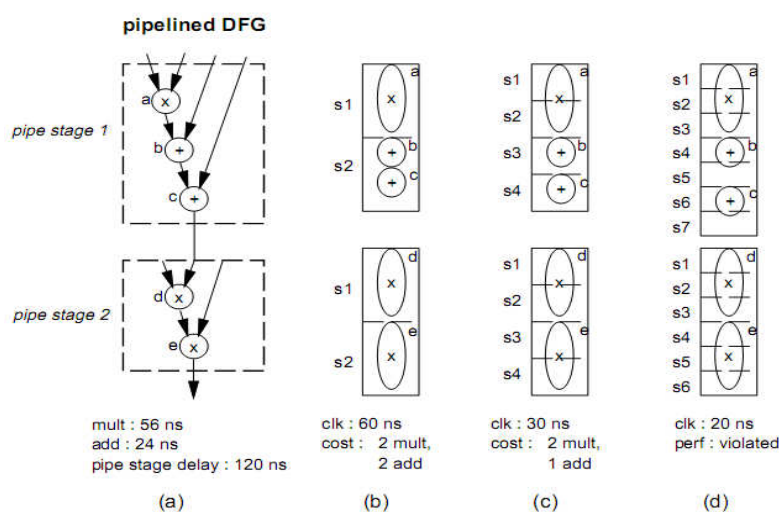 pipelined DFG
pipe stage 1
a
x
b
+
c
+
pipe stage 2
d
x
e
x
mult : 56 ns
add : 24 ns
pipe stage delay : 120 ns
(a)
s1
a
x
s2
b
+
c
+
s1
d
x
s2
e
x
clk : 60 ns
cost : 2 mult,
2 add
(b)
s1
a
x
s2
s3
b
+
s4
c
+
s1
d
x
s2
s3
e
x
s4
clk : 30 ns
cost : 2 mult,
1 add
(c)
s1
a
s2
x
s3
s4
b
+
s5
s6
c
+
s7
s1
d
s2
x
s3
s4
e
s5
x
s6
clk : 20 ns
perf : violated
(d)